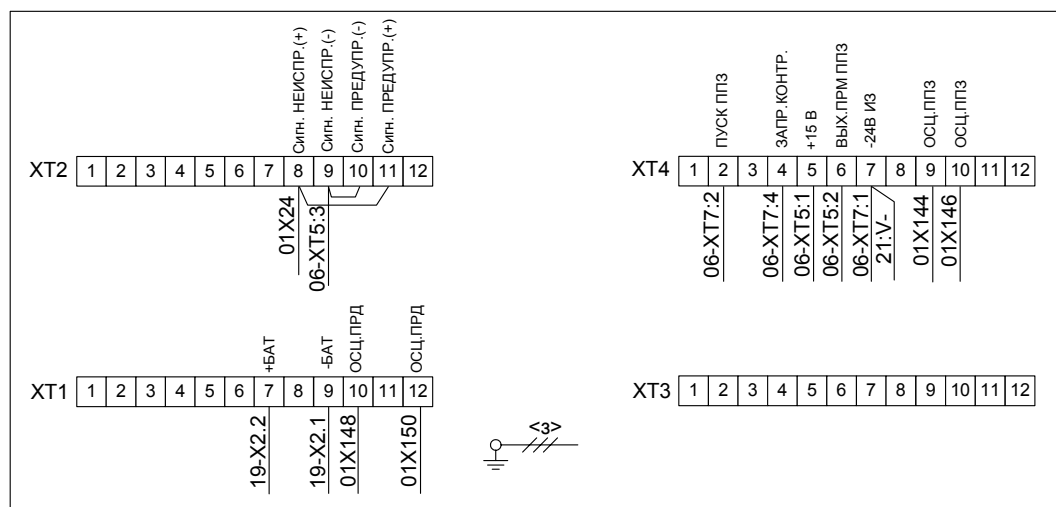 Сигн. НЕИСПР.(+)
Сигн. НЕИСПР.(-)
Сигн. ПРЕДУПР.(-)
Сигн. ПРЕДУПР.(+)
XT2 1 2 3 4 5 6 7 8 9 10 11 12
01X24
06-XT5:3
ПУСК ПП3
ЗАПР.КОНТР.
+15 В
ВЫХ.ПРМ ПП3
-24В ИЗ
ОСЦ.ПП3
ОСЦ.ПП3
XT4 1 2 3 4 5 6 7 8 9 10 11 12
06-XT7:2
06-XT7:4
06-XT5:1
06-XT5:2
06-XT7:1
21:V-
01X144
01X146
+БАТ
-БАТ
ОСЦ.ПРД
ОСЦ.ПРД
XT1 1 2 3 4 5 6 7 8 9 10 11 12
19-X2.2
19-X2.1
01X148
01X150
<3>
XT3 1 2 3 4 5 6 7 8 9 10 11 12